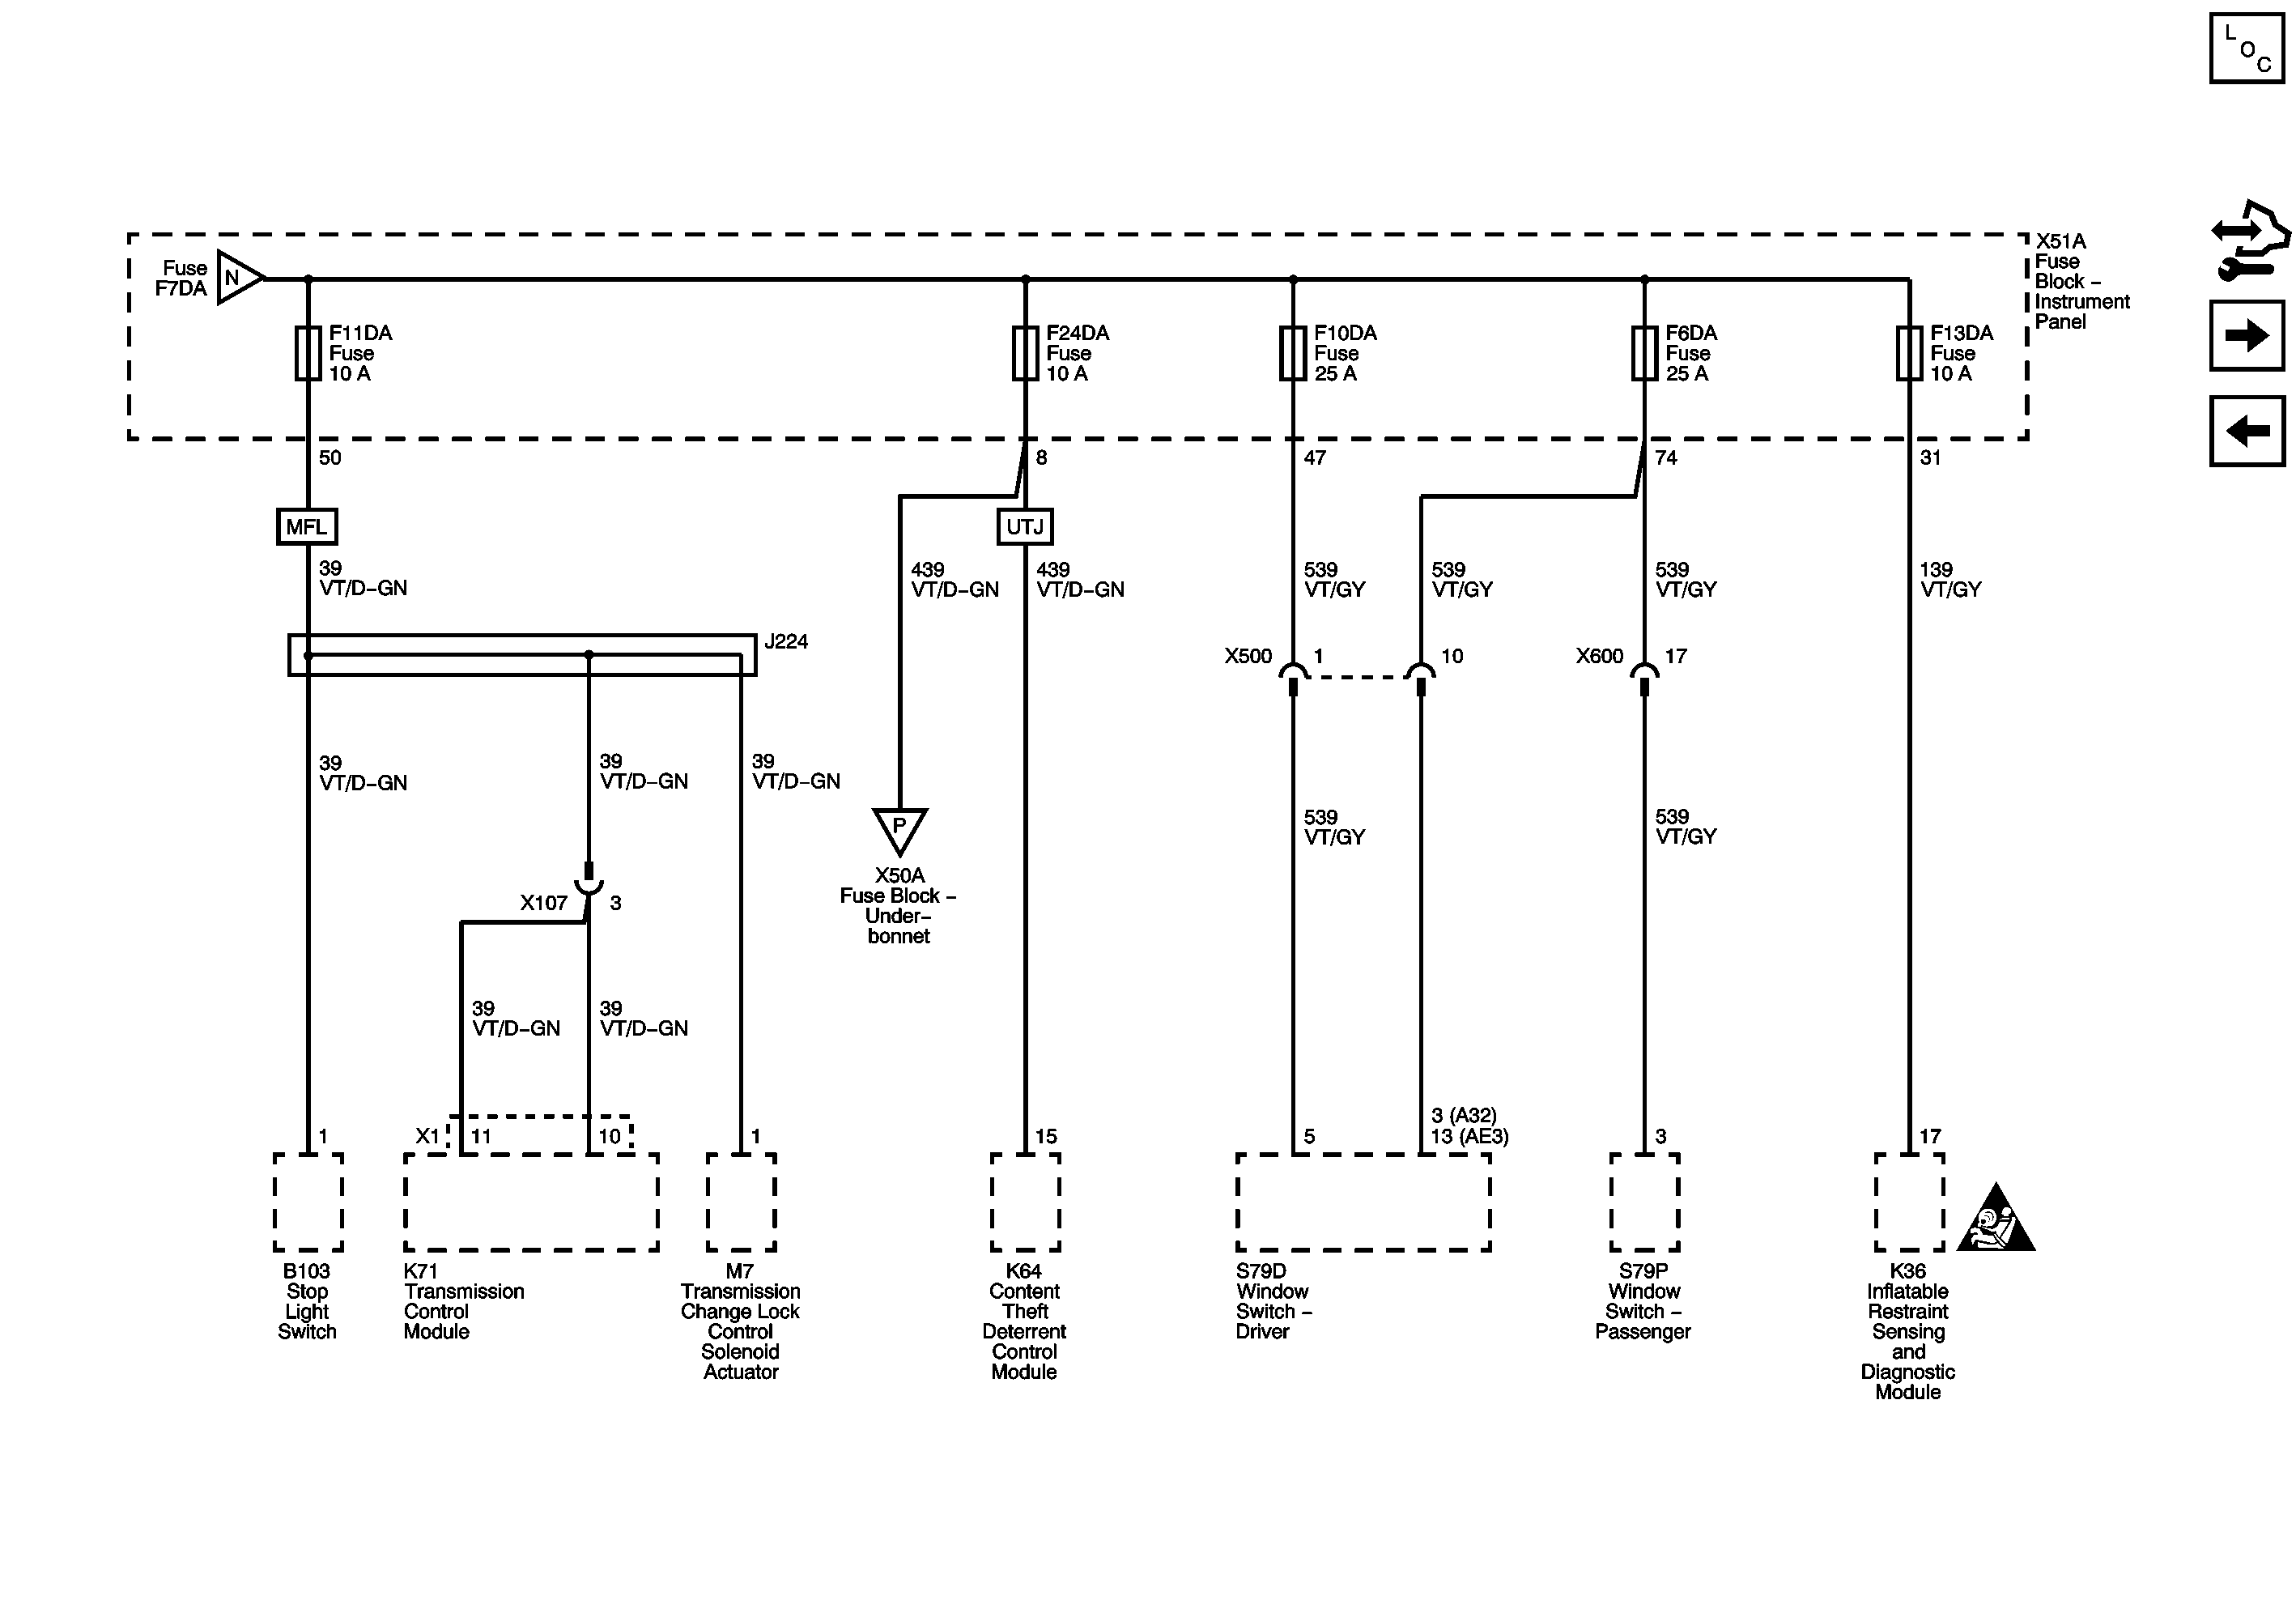 L
O
C
X51A
Fuse
Block –
Instrument
Panel
Fuse
F7DA
N
F11DA
Fuse
10 A
F24DA
Fuse
10 A
F10DA
Fuse
25 A
F6DA
Fuse
25 A
F13DA
Fuse
10 A
50
8
47
74
31
MFL
UTJ
39
VT/D–GN
439
VT/D–GN
439
VT/D–GN
539
VT/GY
539
VT/GY
539
VT/GY
139
VT/GY
J224
X500
1
10
X600
17
39
VT/D–GN
39
VT/D–GN
39
VT/D–GN
P
539
VT/GY
539
VT/GY
X50A
Fuse Block –
Under–
bonnet
X107
3
39
VT/D–GN
39
VT/D–GN
1
X1
11
10
1
15
5
3 (A32)
13 (AE3)
3
17
B103
Stop
Light
Switch
K71
Transmission
Control
Module
M7
Transmission
Change Lock
Control
Solenoid
Actuator
K64
Content
Theft
Deterrent
Control
Module
S79D
Window
Switch –
Driver
S79P
Window
Switch –
Passenger
K36
Inflatable
Restraint
Sensing
and
Diagnostic
Module